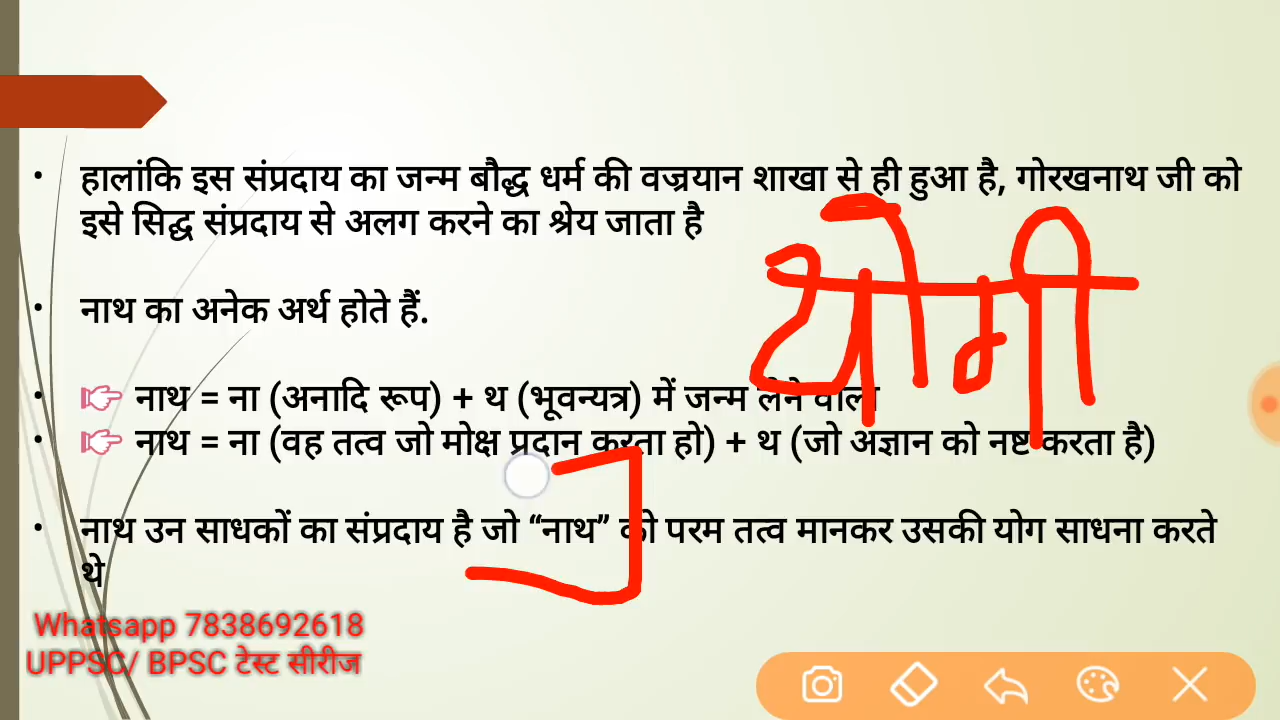 हालांकि इस संप्रदाय का जन्म बौद्ध धर्म की वज्रयान शाखा से ही हुआ है, गोरखनाथ जी को
इसे सिद्ध संप्रदाय से अलग करने का श्रेय जाता है
योगी
नाथ का अनेक अर्थ होते हैं.
नाथ = ना (अनादि रूप) + थ (भूवन्यत्र) में जन्म लेने वाला
नाथ = ना (वह तत्व जो मोक्ष प्रदान करता हो) + थ (जो अज्ञान को नष्ट करता है)
नाथ उन साधकों का संप्रदाय है जो “नाथ” को परम तत्व मानकर उसकी योग साधना करते
थे
Whatsapp 7838692618
UPPSC/ BPSC टेस्ट सीरीज